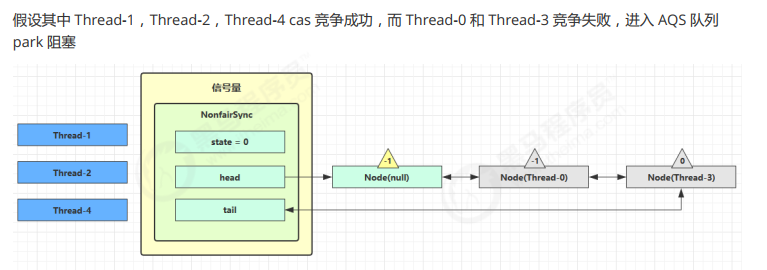 假设其中 Thread-1，Thread-2，Thread-4 cas 竞争成功，而 Thread-0 和 Thread-3 竞争失败，进入 AQS 队列
park 阻塞
信号量
NonfairSync
Thread-1
state = 0
-1
-1
0
Thread-2
head
Node(null)
Node(Thread-0)
Node(Thread-3)
Thread-4
tail